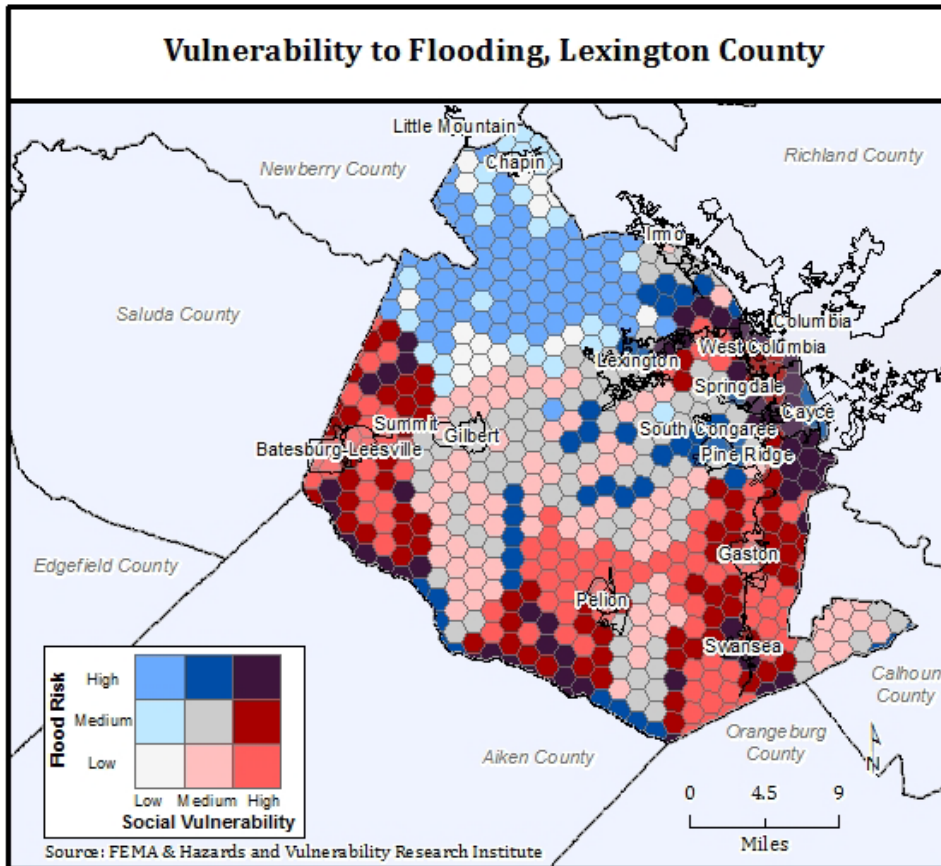 Vulnerability to Flooding, Lexington County
Little Mountain
Chapin
Newberry County
Richland County
Irmo
Saluda County
Columbia
West Columbia
Lexington
Springdale
Cayce
Summit
Gilbert
South Congaree
Batesburg-Leesville
Pine Ridge
Edgefield County
Gaston
Pelion
Swansea
Calhoun
County
Orangeburg
County
Aiken County
N
Flood Risk
High
Medium
Low
Low Medium High
Social Vulnerability
0 4.5 9
Miles
Source: FEMA & Hazards and Vulnerability Research Institute